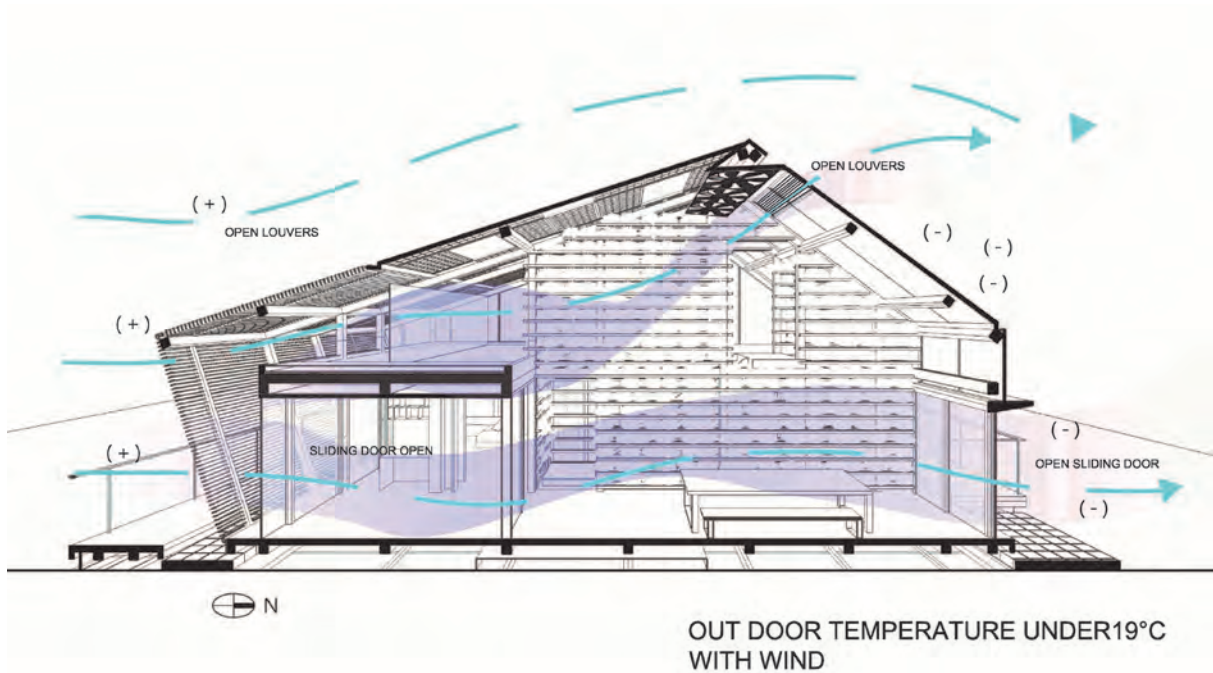 (+)
OPEN LOUVERS
OPEN LOUVERS
(-)
(-)
(-)
(+)
(+)
SLIDING DOOR OPEN
(-)
OPEN SLIDING DOOR
(-)
N
OUT DOOR TEMPERATURE UNDER19°C
WITH WIND